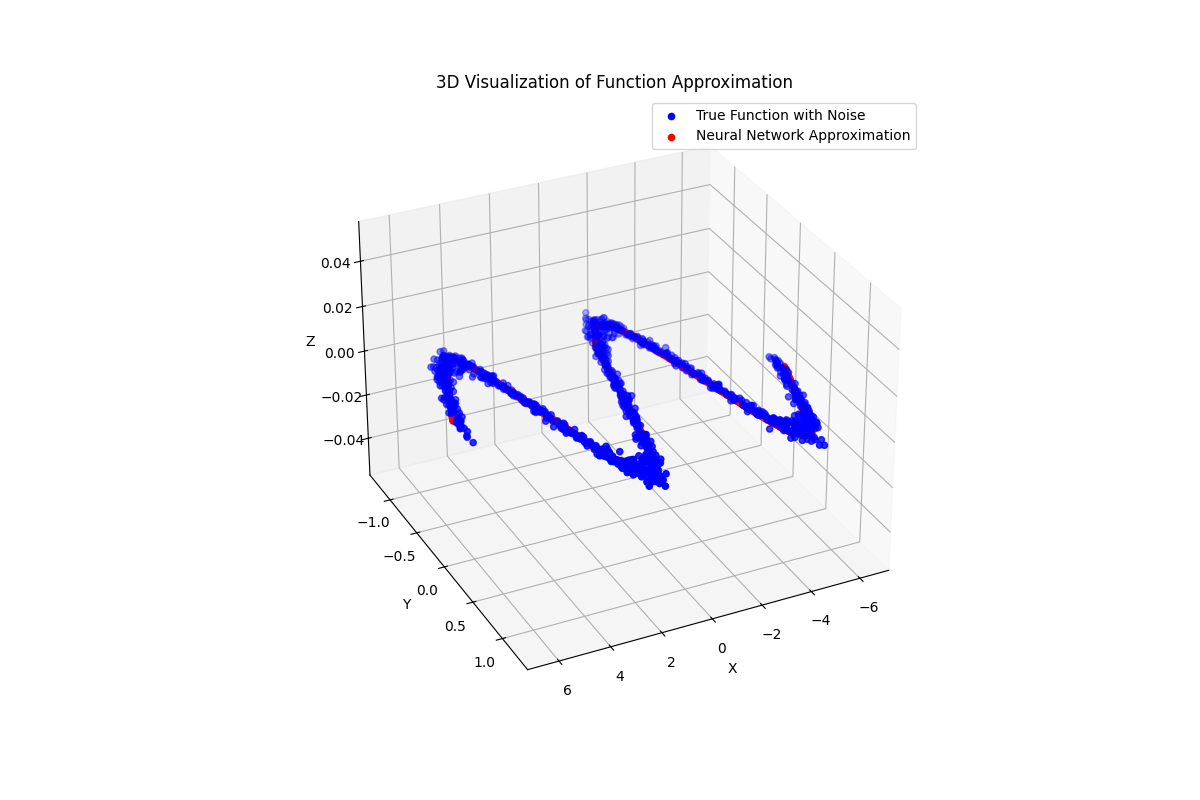 3D Visualization of Function Approximation
True Function with Noise
Neural Network Approximation
0.04
0.02
Z
0.00
−0.02
−0.04
−1.0
−0.5
0.0
Y
0.5
1.0
6
4
2
0
−2
−4
−6
X